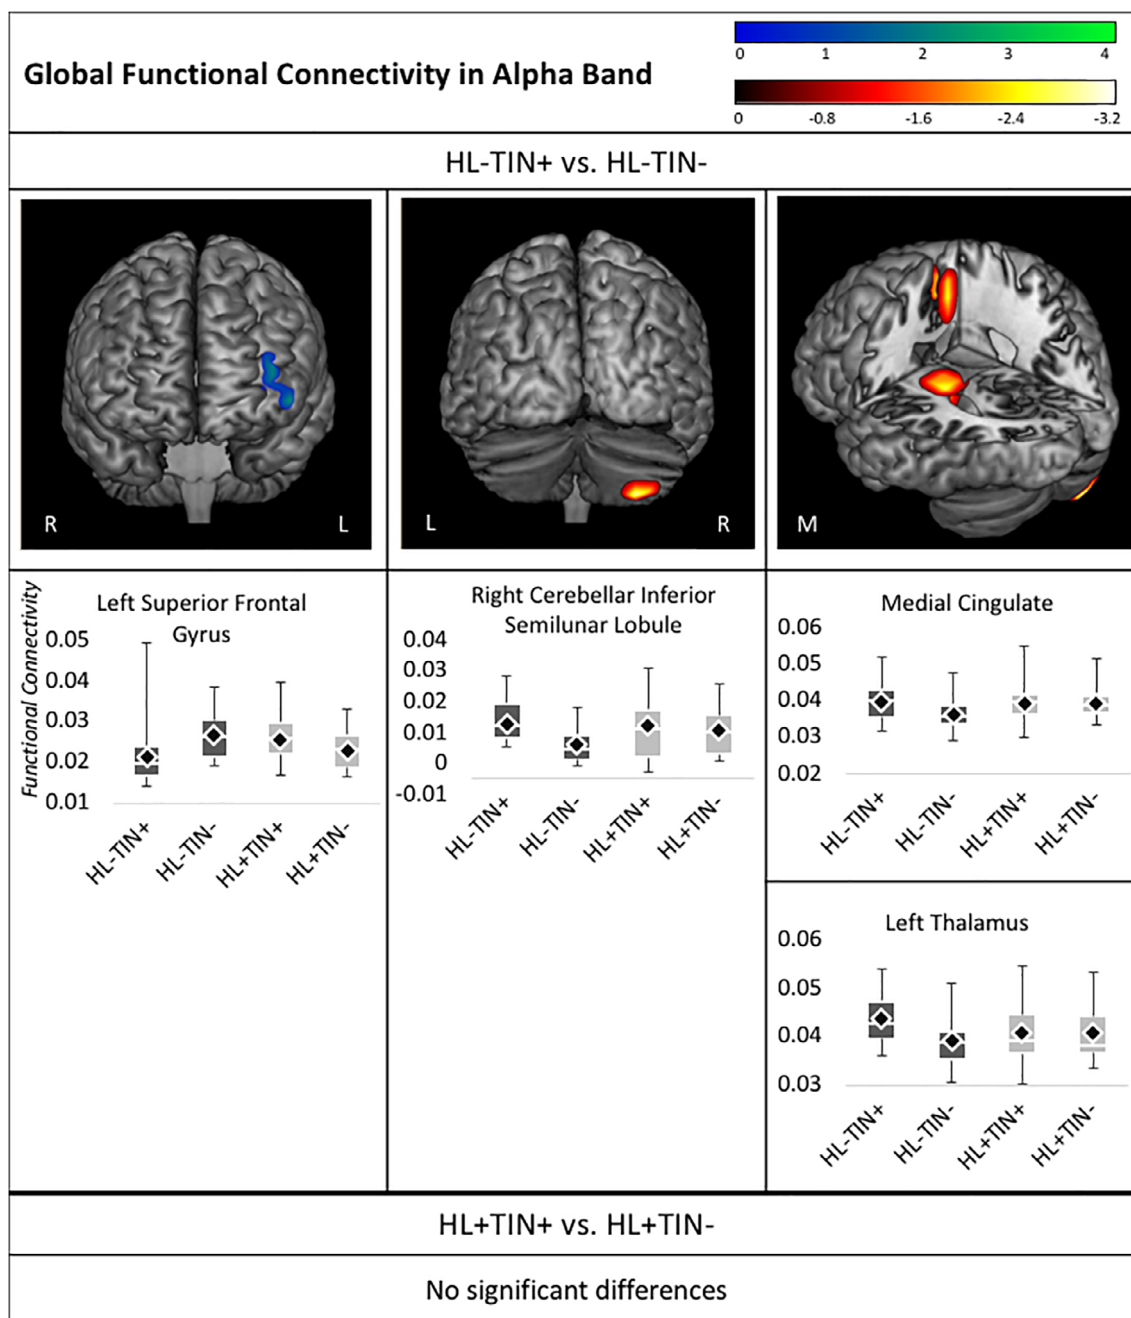 Global Functional Connectivity in Alpha Band
0 1 2 3 4
0 -0.8 -1.6 -2.4 -3.2
HL-TIN+ vs. HL-TIN-
R L
L R
M
Functional Connectivity
Left Superior Frontal
Gyrus
0.05
0.04
0.03
0.02
0.01
HL-TIN+ HL-TIN- HL+TIN+ HL+TIN-
Right Cerebellar Inferior
Semilunar Lobule
0.04
0.03
0.02
0.01
0
-0.01
HL-TIN+ HL-TIN- HL+TIN+ HL+TIN-
Medial Cingulate
0.06
0.05
0.04
0.03
0.02
HL-TIN+ HL-TIN- HL+TIN+ HL+TIN-
Left Thalamus
0.06
0.05
0.04
0.03
HL-TIN+ HL-TIN- HL+TIN+ HL+TIN-
HL+TIN+ vs. HL+TIN-
No significant differences